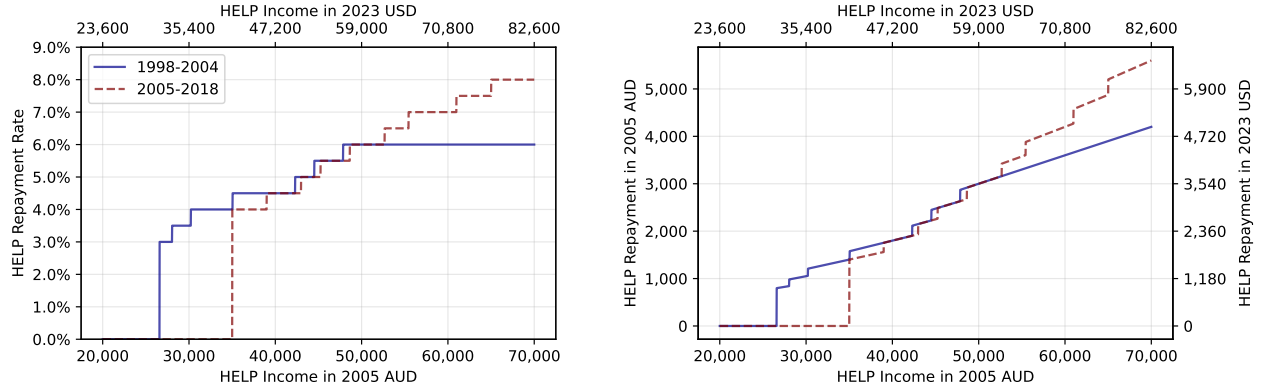 HELP Income in 2023 USD
23,600 35,400 47,200 59,000 70,800 82,600
9.0%
8.0%
7.0%
6.0%
5.0%
4.0%
3.0%
2.0%
1.0%
0.0%
HELP Repayment Rate
1998-2004
2005-2018
20,000 30,000 40,000 50,000 60,000 70,000
HELP Income in 2005 AUD
HELP Income in 2023 USD
23,600 35,400 47,200 59,000 70,800 82,600
HELP Repayment in 2005 AUD
5,000
4,000
3,000
2,000
1,000
0
5,900
4,720
3,540
2,360
1,180
0
HELP Repayment in 2023 USD
20,000 30,000 40,000 50,000 60,000 70,000
HELP Income in 2005 AUD